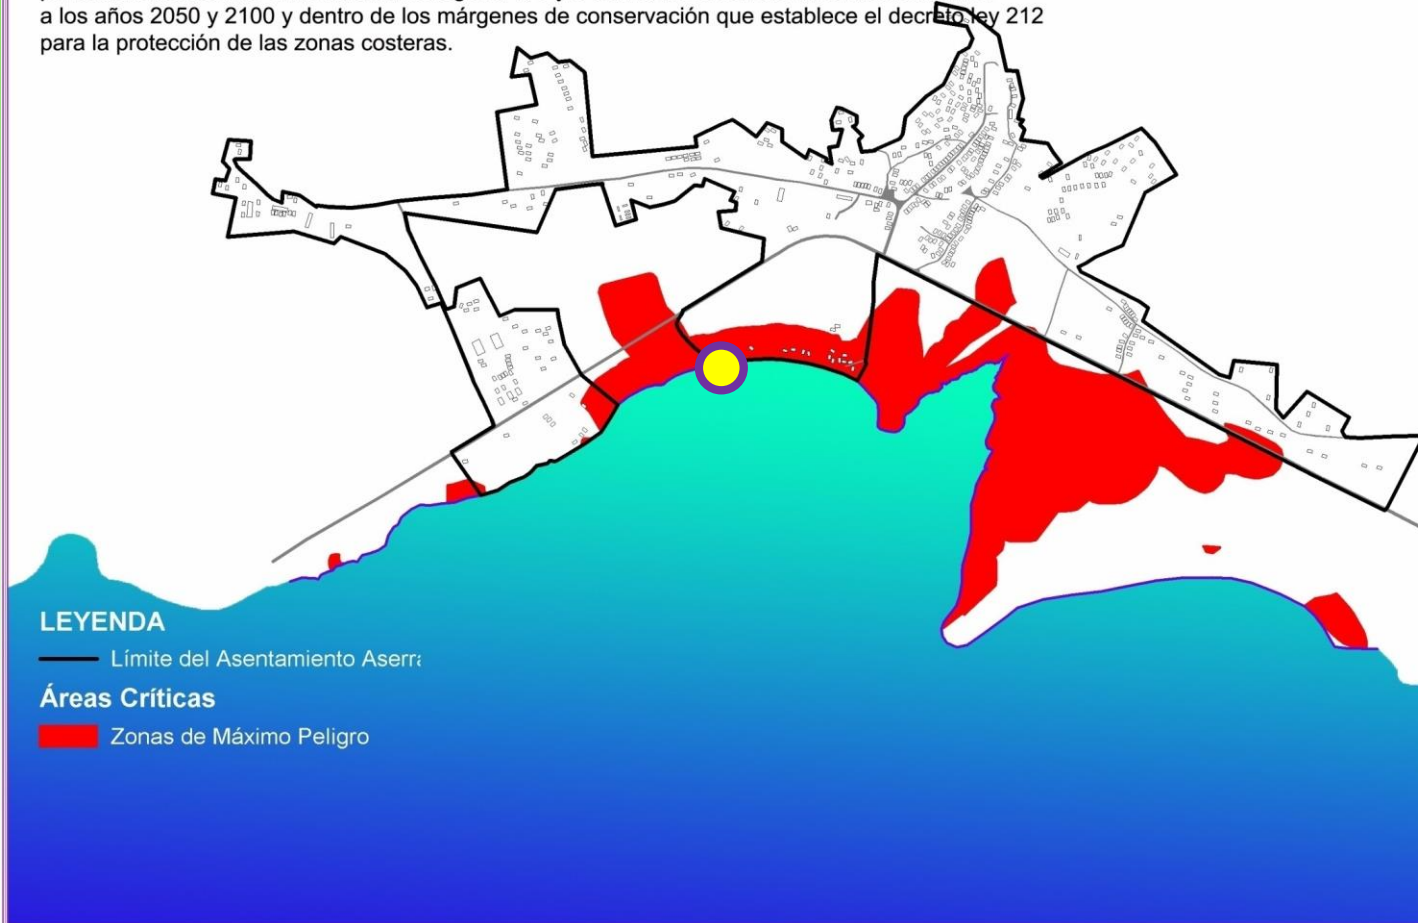 a los años 2050 y 2100 y dentro de los márgenes de conservación que establece el decreto ley 212
para la protección de las zonas costeras.
LEYENDA
Límite del Asentamiento Aserra
Áreas Críticas
Zonas de Máximo Peligro